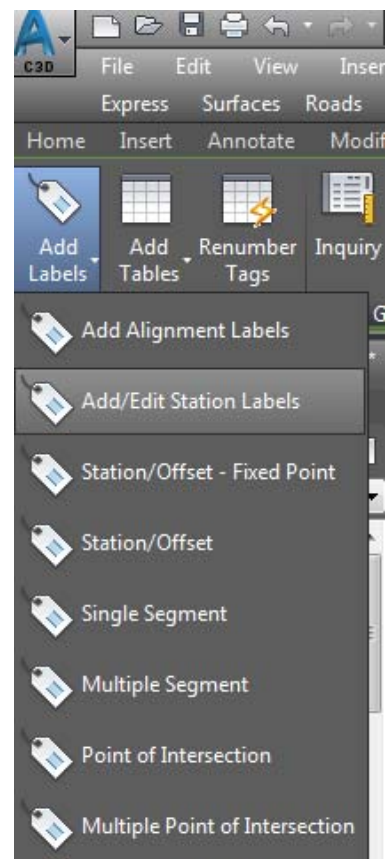 C3D
File Edit View Inser
Express Surfaces Roads
Home Insert Annotate Modif
Add Labels
Add Tables
Renumber Tags
Inquiry
G
Add Alignment Labels
Add/Edit Station Labels
Station/Offset - Fixed Point
Station/Offset
Single Segment
Multiple Segment
Point of Intersection
Multiple Point of Intersection